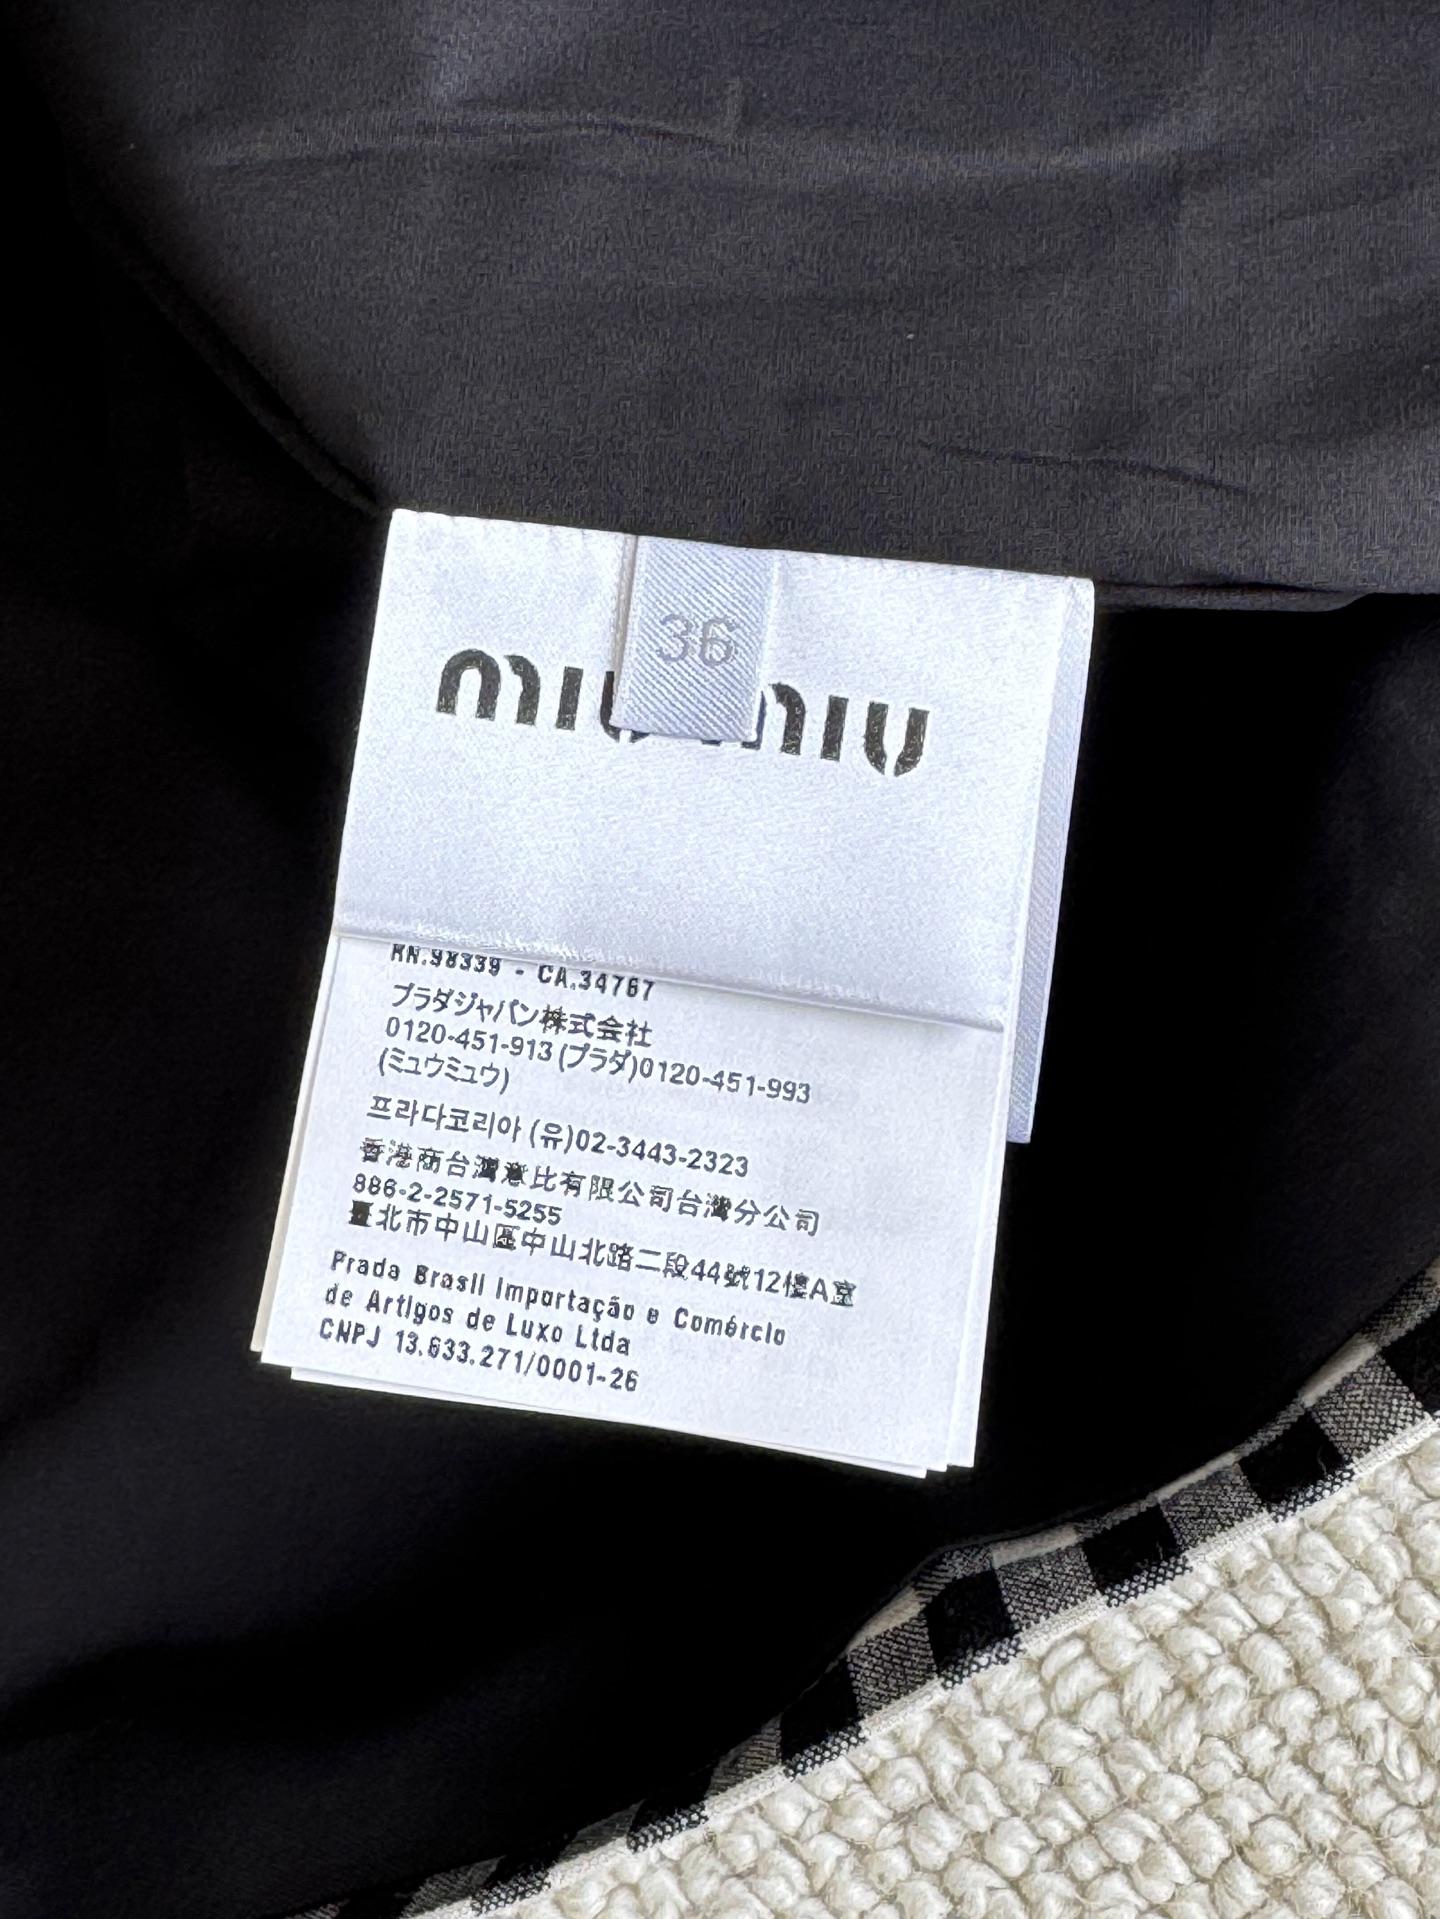 36
miu miu
RN.98339 - CA.34767
プラダジャパン株式会社
0120-451-913 (プラダ)0120-451-993
(ミュウミュウ)
프라다코리아 (유)02-3443-2323
香港商台灣意比有限公司台灣分公司
886-2-2571-5255
臺北市中山區中山北路二段44號12樓A室
Prada Brasil Importação e Comércio
de Artigos de Luxo Ltda
CNPJ 13.633.271/0001-26